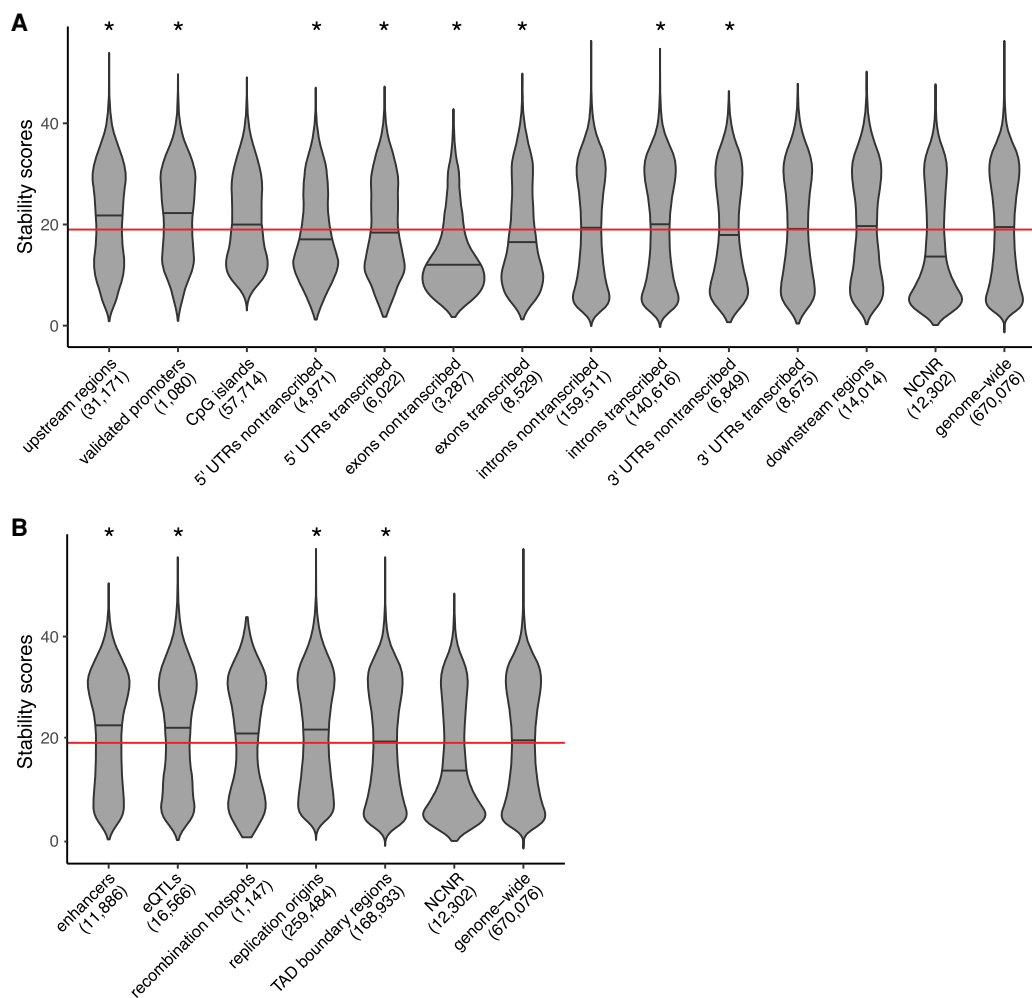 A
* * * * * * * *
Stability scores
40
20
0
upstream regions
(31,171)
validated promoters
(1,080)
CpG islands
(57,714)
5' UTRs nontranscribed
(4,971)
5' UTRs transcribed
(6,022)
exons nontranscribed
(3,287)
exons transcribed
(8,529)
introns nontranscribed
(159,511)
introns transcribed
(140,616)
3' UTRs nontranscribed
(6,849)
3' UTRs transcribed
(8,675)
downstream regions
(14,014)
NCNR
(12,302)
genome–wide
(670,076)
B
* * * *
Stability scores
40
20
0
enhancers
(11,886)
eQTLs
(16,566)
recombination hotspots
(1,147)
replication origins
(259,484)
TAD boundary regions
(168,933)
NCNR
(12,302)
genome–wide
(670,076)